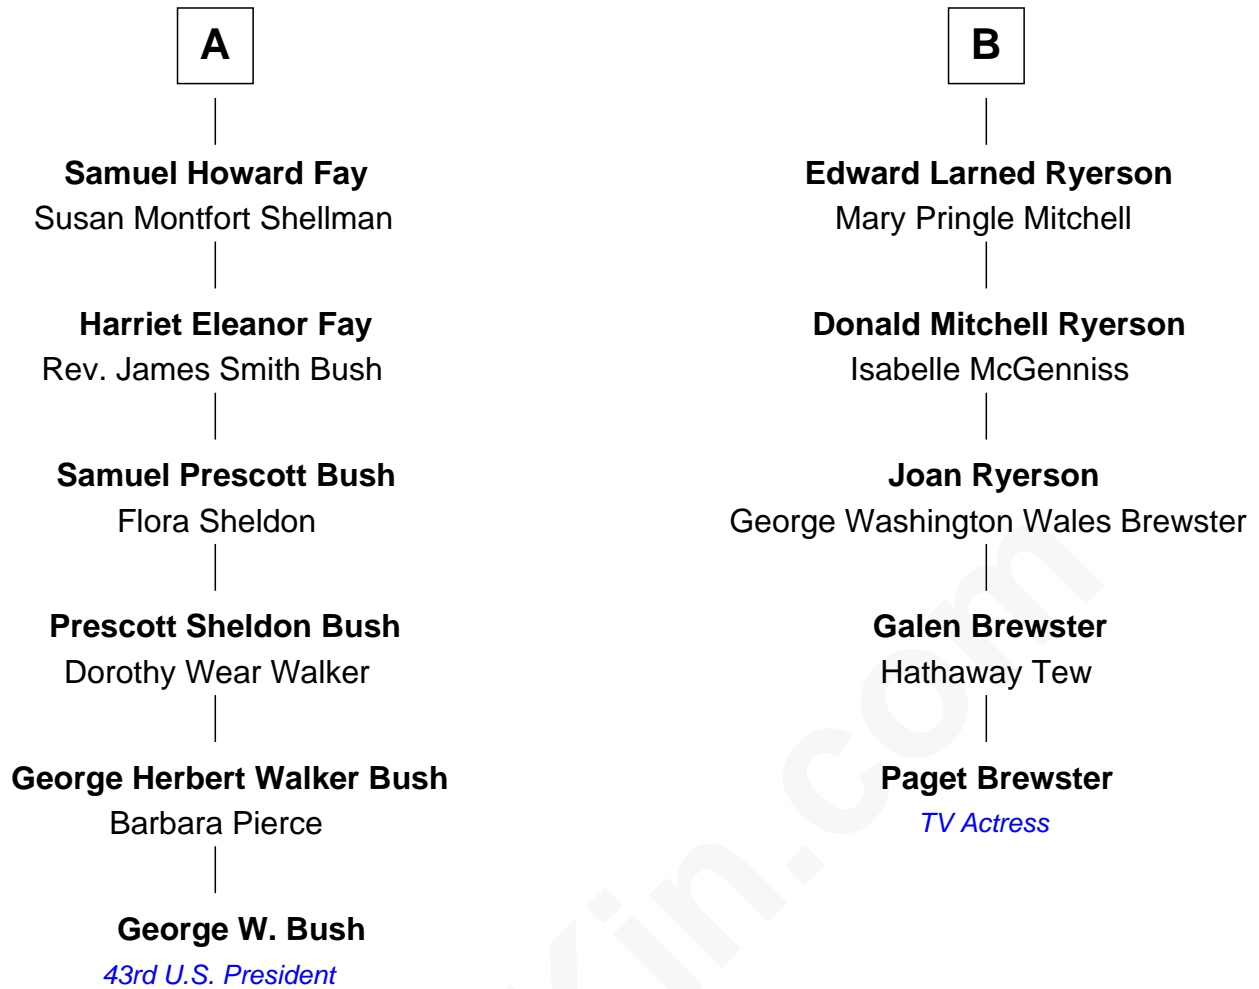 A
Samuel Howard Fay
Susan Montfort Shellman
Harriet Eleanor Fay
Rev. James Smith Bush
Samuel Prescott Bush
Flora Sheldon
Prescott Sheldon Bush
Dorothy Wear Walker
George Herbert Walker Bush
Barbara Pierce
George W. Bush
43rd U.S. President
B
Edward Larned Ryerson
Mary Pringle Mitchell
Donald Mitchell Ryerson
Isabelle McGenniss
Joan Ryerson
George Washington Wales Brewster
Galen Brewster
Hathaway Tew
Paget Brewster
TV Actress